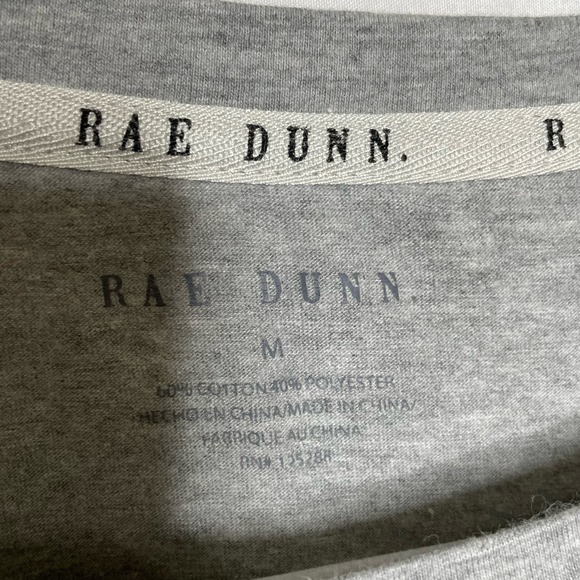 RAE DUNN. R
RAE DUNN.
M
60% COTTON 40% POLYESTER
HECHO EN CHINA/MADE IN CHINA/
FABRIQUE AU CHINA
RN# 135288